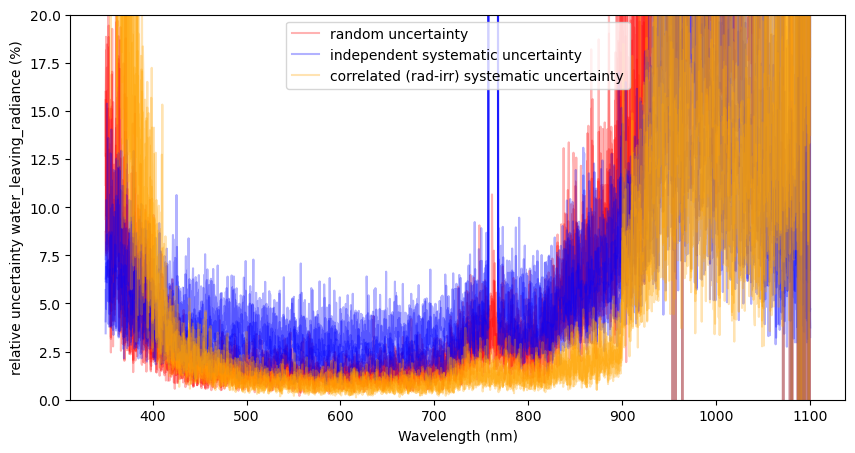 random uncertainty
independent systematic uncertainty
correlated (rad-irr) systematic uncertainty
relative uncertainty water_leaving_radiance (%)
20.0
17.5
15.0
12.5
10.0
7.5
5.0
2.5
0.0
400 500 600 700 800 900 1000 1100
Wavelength (nm)